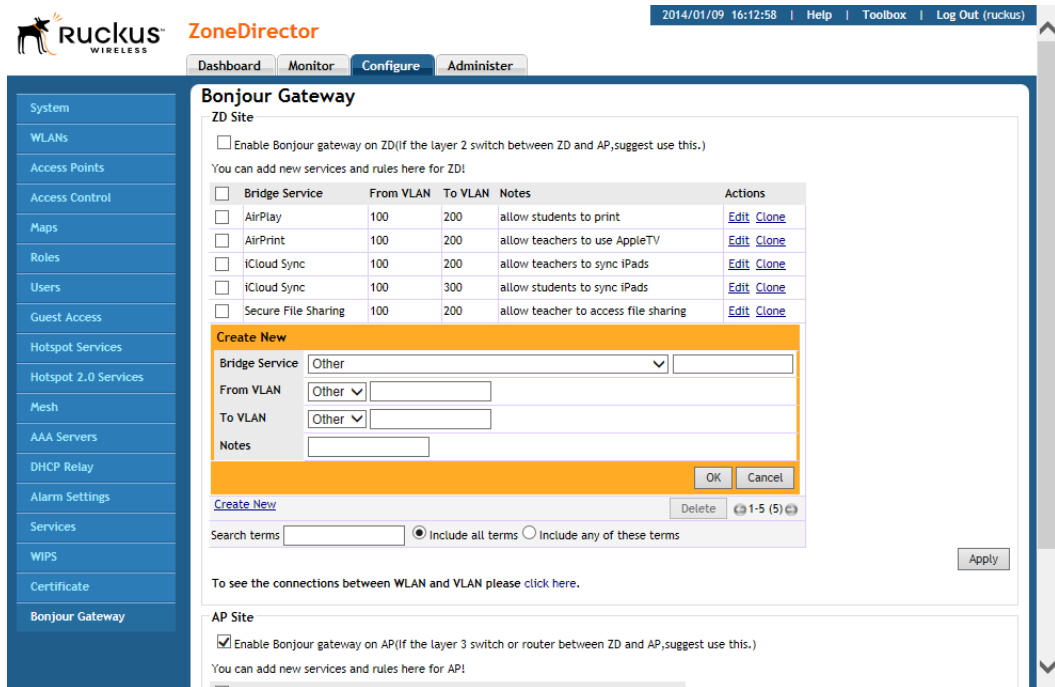 2014/01/09 16:12:58 | Help | Toolbox | Log Out (ruckus)
RUCKUS™
WIRELESS
ZoneDirector
Dashboard Monitor Configure Administer
System
WLANs
Access Points
Access Control
Maps
Roles
Users
Guest Access
Hotspot Services
Hotspot 2.0 Services
Mesh
AAA Servers
DHCP Relay
Alarm Settings
Services
WIPS
Certificate
Bonjour Gateway
Bonjour Gateway
ZD Site
Enable Bonjour gateway on ZD(If the layer 2 switch between ZD and AP,suggest use this.)
You can add new services and rules here for ZD!
Bridge Service From VLAN To VLAN Notes Actions
AirPlay 100 200 allow students to print Edit Clone
AirPrint 100 200 allow teachers to use AppleTV Edit Clone
iCloud Sync 100 200 allow teachers to sync iPads Edit Clone
iCloud Sync 100 300 allow students to sync iPads Edit Clone
Secure File Sharing 100 200 allow teacher to access file sharing Edit Clone
Create New
Bridge Service Other
From VLAN Other
To VLAN Other
Notes
OK Cancel
Create New Delete 1-5 (5)
Search terms Include all terms Include any of these terms
Apply
To see the connections between WLAN and VLAN please click here.
AP Site
Enable Bonjour gateway on AP(If the layer 3 switch or router between ZD and AP,suggest use this.)
You can add new services and rules here for AP!